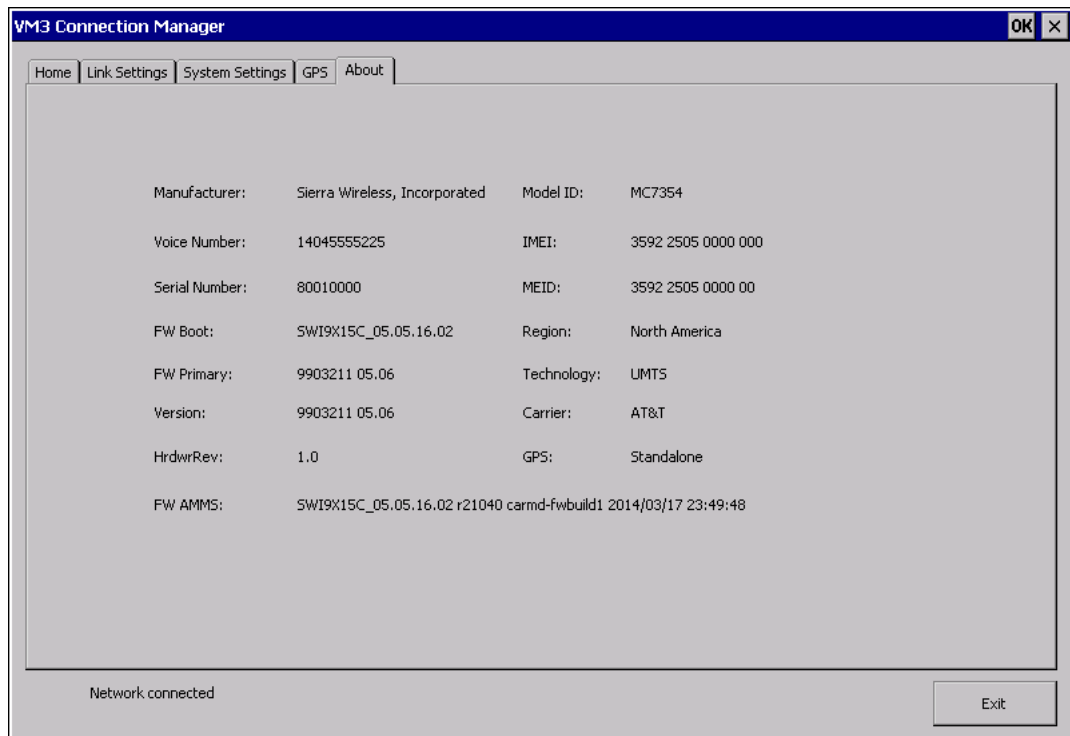 VM3 Connection Manager OK ×
Home Link Settings System Settings GPS About
Manufacturer: Sierra Wireless, Incorporated Model ID: MC7354
Voice Number: 14045555225 IMEI: 3592 2505 0000 000
Serial Number: 80010000 MEID: 3592 2505 0000 00
FW Boot: SWI9X15C_05.05.16.02 Region: North America
FW Primary: 9903211 05.06 Technology: UMTS
Version: 9903211 05.06 Carrier: AT&T
HrdwrRev: 1.0 GPS: Standalone
FW AMMS: SWI9X15C_05.05.16.02 r21040 carmd-fwbuild1 2014/03/17 23:49:48
Network connected Exit